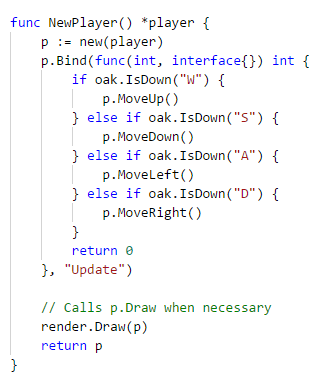 func NewPlayer() *player {
    p := new(player)
    p.Bind(func(int, interface{}) int {
        if oak.IsDown("W") {
            p.MoveUp()
        } else if oak.IsDown("S") {
            p.MoveDown()
        } else if oak.IsDown("A") {
            p.MoveLeft()
        } else if oak.IsDown("D") {
            p.MoveRight()
        }
        return 0
    }, "Update")

    // Calls p.Draw when necessary
    render.Draw(p)
    return p
}